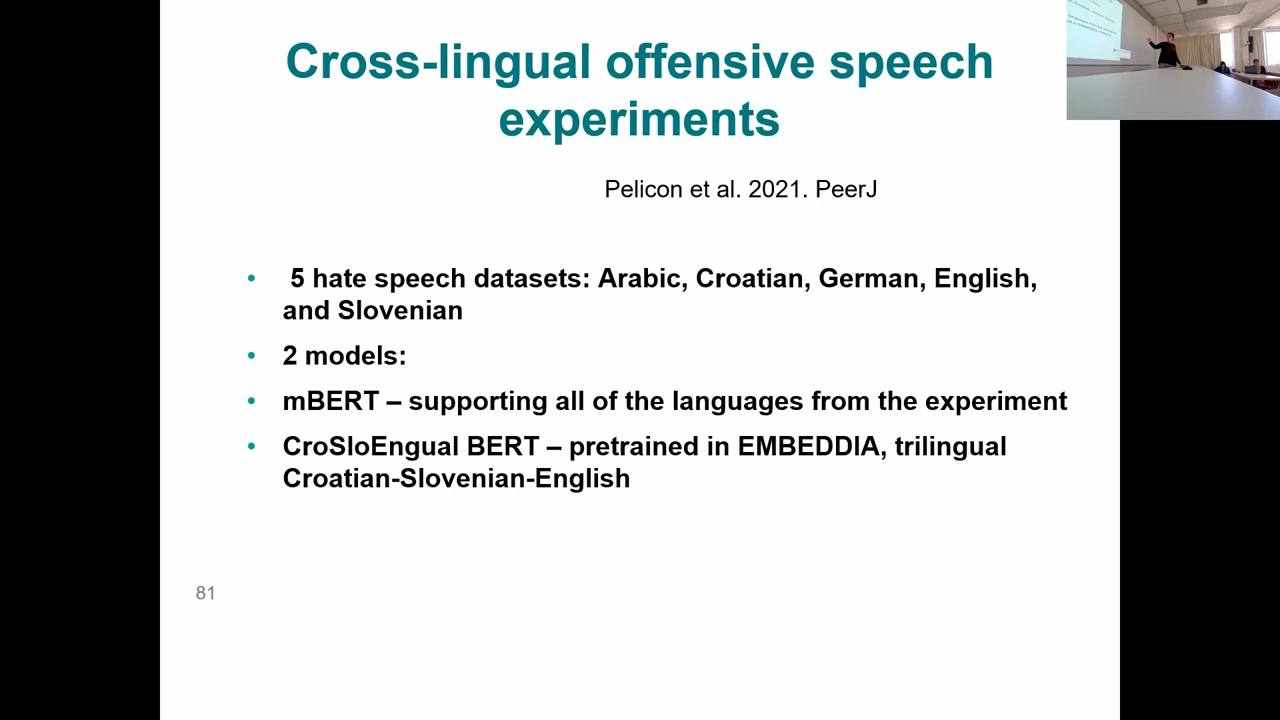 Cross-lingual offensive speech
experiments
Pelicon et al. 2021. PeerJ
• 5 hate speech datasets: Arabic, Croatian, German, English,
and Slovenian
• 2 models:
• mBERT – supporting all of the languages from the experiment
• CroSloEngual BERT – pretrained in EMBEDDIA, trilingual
Croatian-Slovenian-English
81